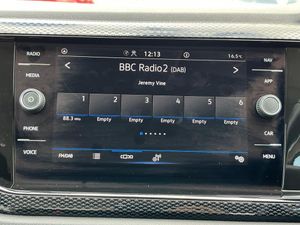 RADIO
MEDIA
PHONE
VOICE
12:13
16.5°C
BBC Radio2 (DAB)
Jeremy Vine
1 2 3 4 5 6
88.3 MHz Empty Empty Empty Empty Empty
FM/DAB
NAV
APP
CAR
MENU